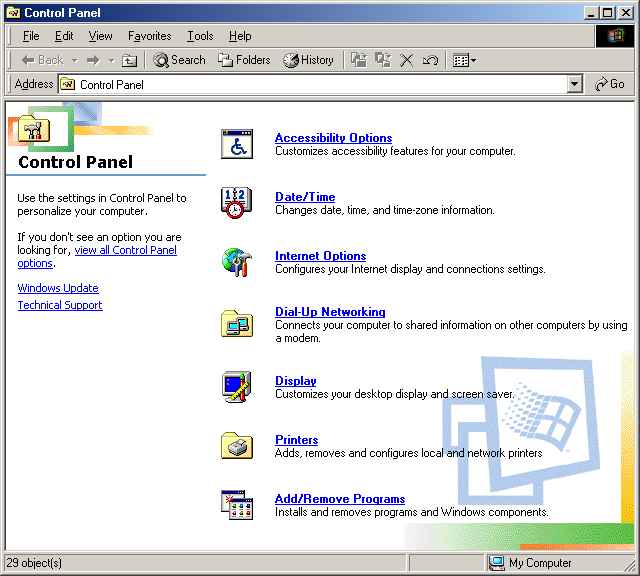 Control Panel
File Edit View Favorites Tools Help
Back Search Folders History
Address Control Panel Go
Control Panel
Use the settings in Control Panel to
personalize your computer.
If you don't see an option you are
looking for, view all Control Panel
options.
Windows Update
Technical Support
Accessibility Options
Customizes accessibility features for your computer.
Date/Time
Changes date, time, and time-zone information.
Internet Options
Configures your Internet display and connections settings.
Dial-Up Networking
Connects your computer to shared information on other computers by using
a modem.
Display
Customizes your desktop display and screen saver.
Printers
Adds, removes and configures local and network printers
Add/Remove Programs
Installs and removes programs and Windows components.
29 object(s) My Computer